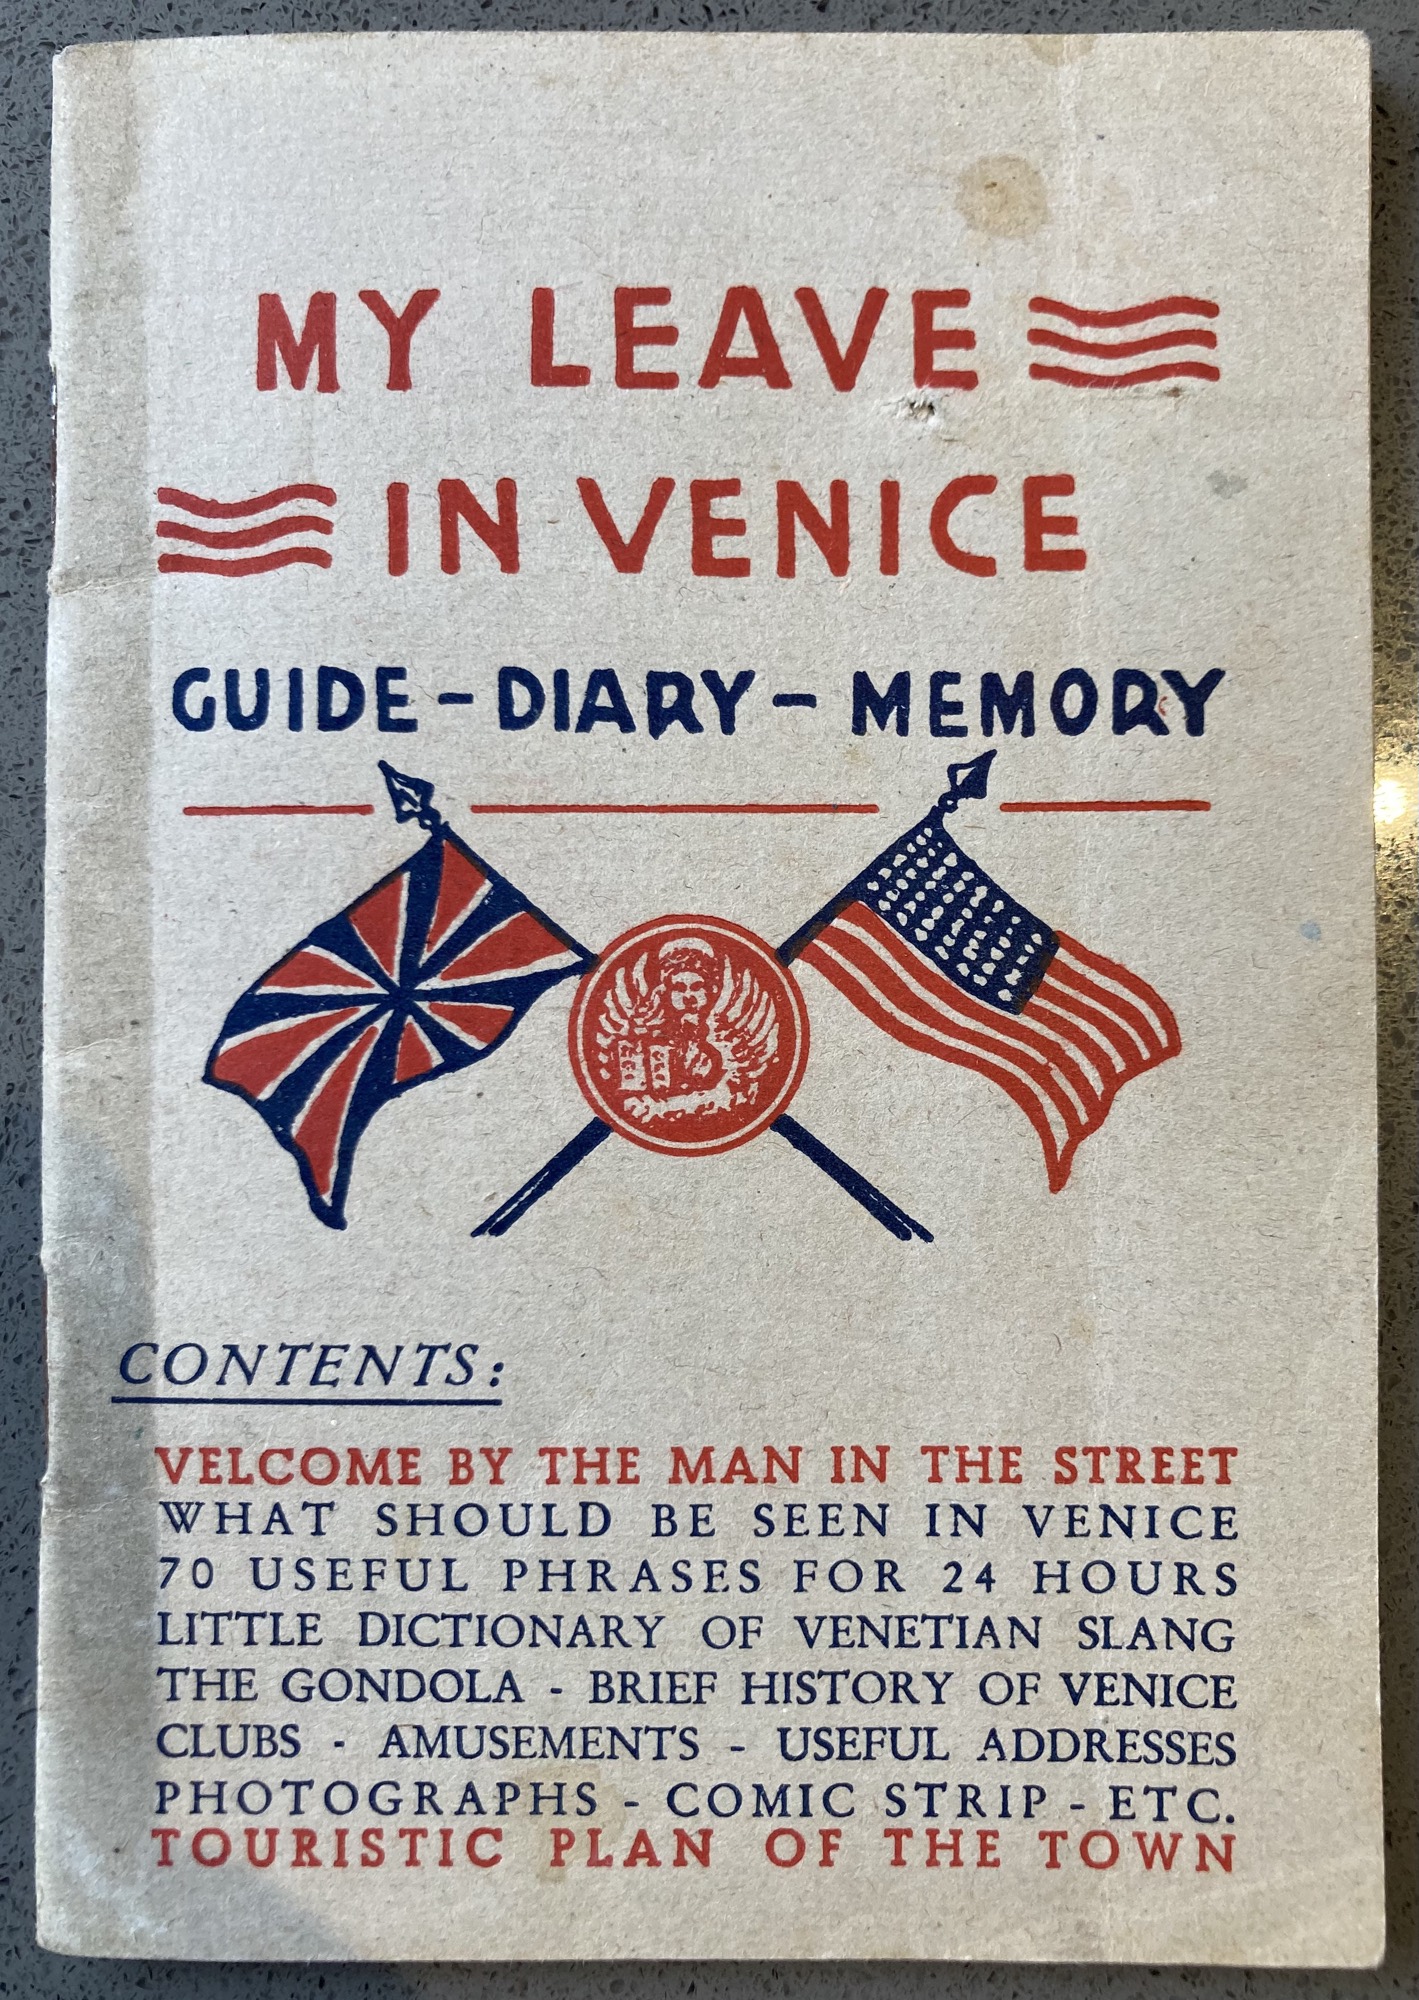 MY LEAVE
IN VENICE
GUIDE - DIARY - MEMORY
CONTENTS:
VELCOME BY THE MAN IN THE STREET
WHAT SHOULD BE SEEN IN VENICE
70 USEFUL PHRASES FOR 24 HOURS
LITTLE DICTIONARY OF VENETIAN SLANG
THE GONDOLA - BRIEF HISTORY OF VENICE
CLUBS - AMUSEMENTS - USEFUL ADDRESSES
PHOTOGRAPHS - COMIC STRIP - ETC.
TOURISTIC PLAN OF THE TOWN